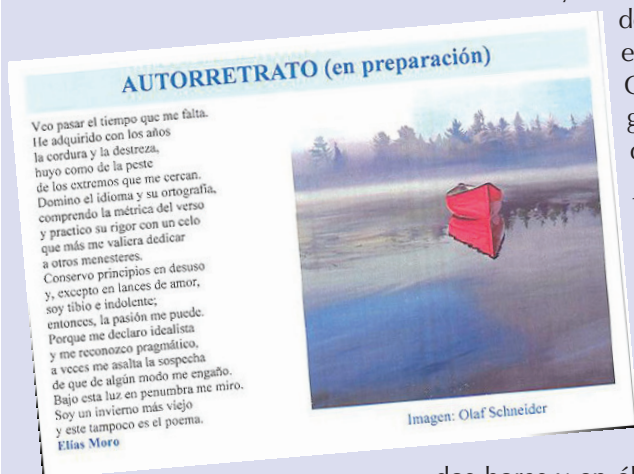 AUTORRETRATO (en preparación)
Veo pasar el tiempo que me falta.
He adquirido con los años
la cordura y la destreza,
huyo como de la peste
de los extremos que me cercan.
Domino el idioma y su ortografía,
comprendo la métrica del verso
y practico su rigor con un celo
que más me valiera dedicar
a otros menesteres.
Conservo principios en desuso
y, excepto en lances de amor,
soy tibio e indolente;
entonces, la pasión me puede.
Porque me declaro idealista
y me reconozco pragmático,
a veces me asalta la sospecha
de que de algún modo me engaño.
Bajo esta luz en penumbra me miro.
Soy un invierno más viejo
y este tampoco es el poema.
Elías Moro
Imagen: Olaf Schneider